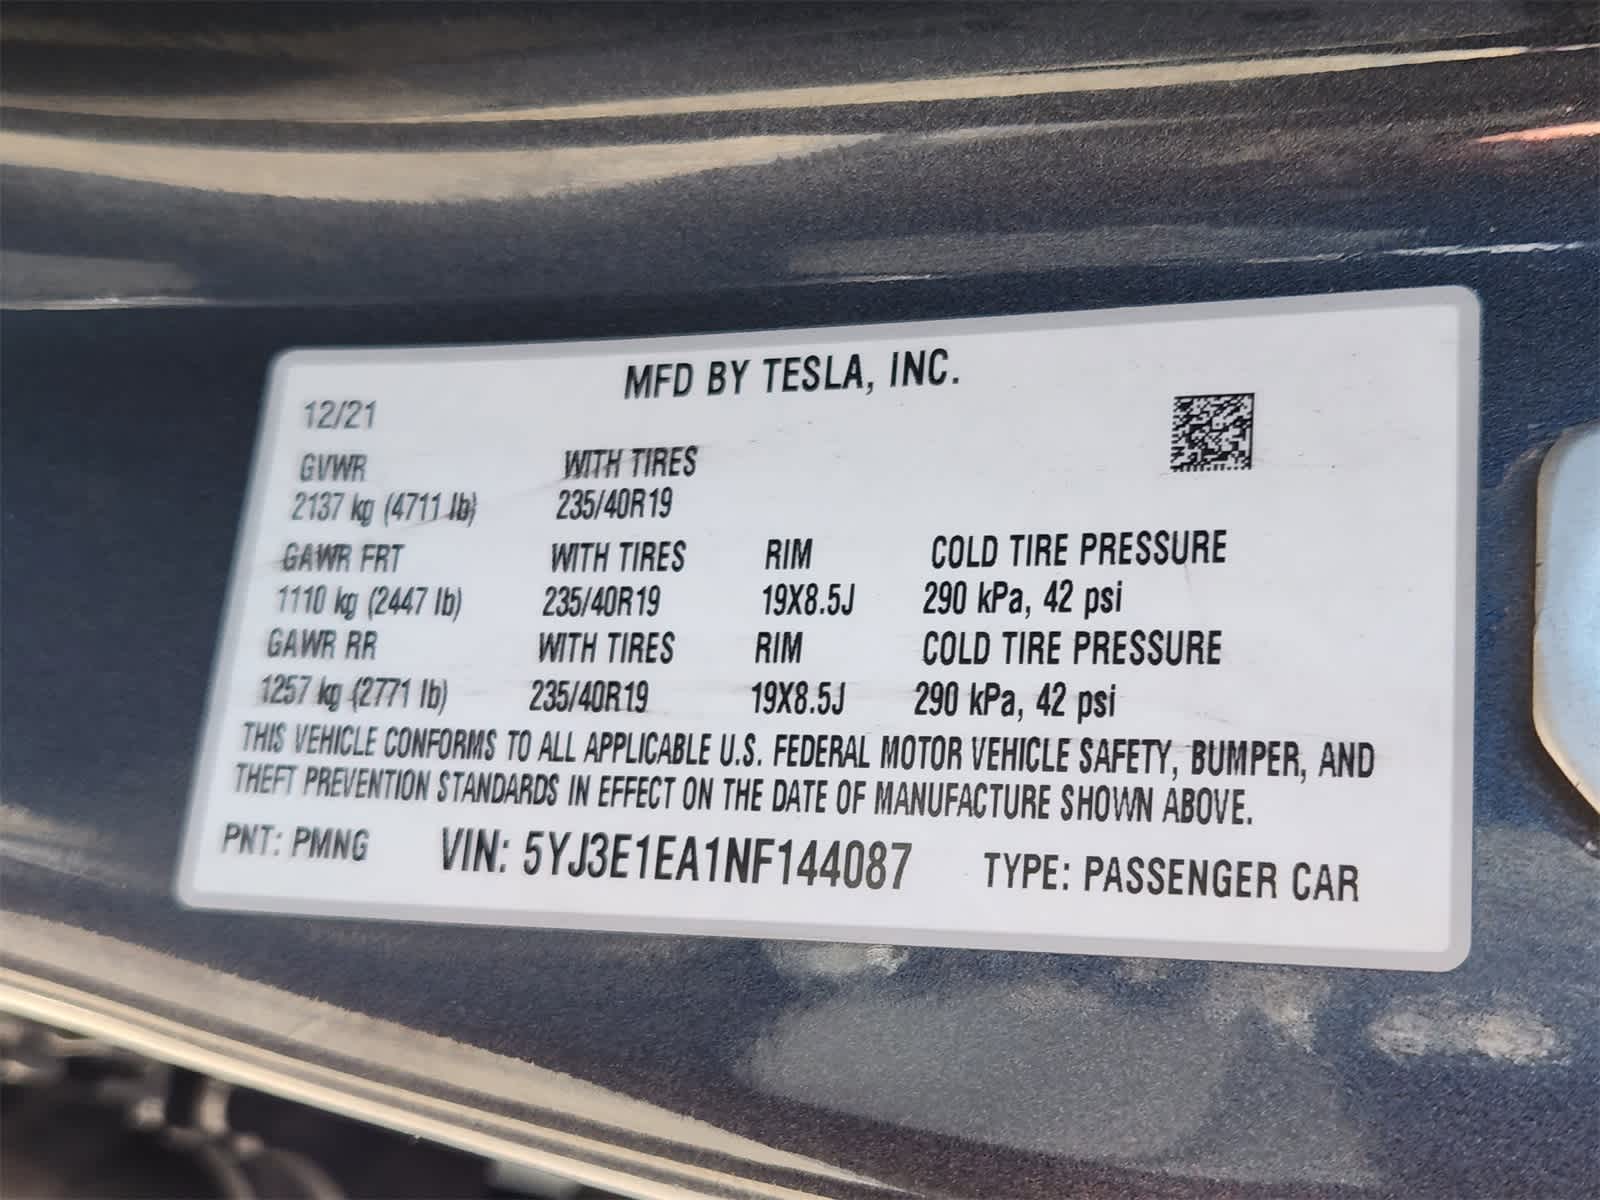 MFD BY TESLA, INC.
12/21
GVWR WITH TIRES
2137 kg (4711 lb) 235/40R19
GAWR FRT WITH TIRES RIM COLD TIRE PRESSURE
1110 kg (2447 lb) 235/40R19 19X8.5J 290 kPa, 42 psi
GAWR RR WITH TIRES RIM COLD TIRE PRESSURE
1257 kg (2771 lb) 235/40R19 19X8.5J 290 kPa, 42 psi
THIS VEHICLE CONFORMS TO ALL APPLICABLE U.S. FEDERAL MOTOR VEHICLE SAFETY, BUMPER, AND
THEFT PREVENTION STANDARDS IN EFFECT ON THE DATE OF MANUFACTURE SHOWN ABOVE.
PNT: PMNG VIN: 5YJ3E1EA1NF144087 TYPE: PASSENGER CAR